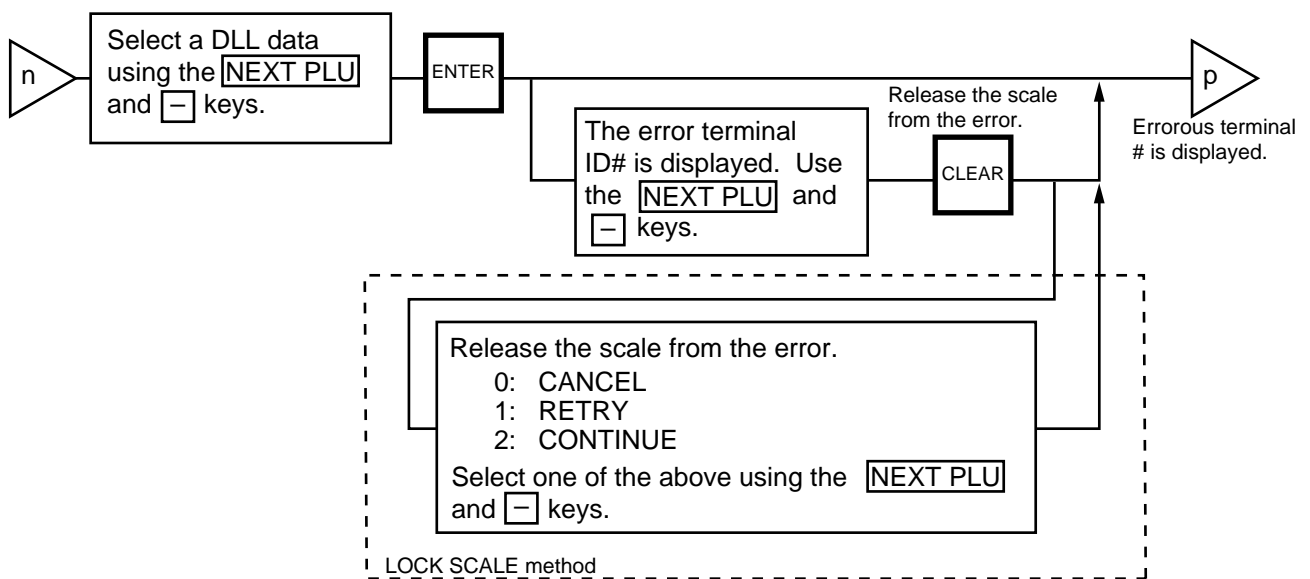 n
Select a DLL data
using the NEXT PLU
and – keys.
ENTER
The error terminal
ID# is displayed. Use
the NEXT PLU and
– keys.
Release the scale
from the error.
CLEAR
p
Errorous terminal
# is displayed.
Release the scale from the error.
0: CANCEL
1: RETRY
2: CONTINUE
Select one of the above using the NEXT PLU
and – keys.
LOCK SCALE method